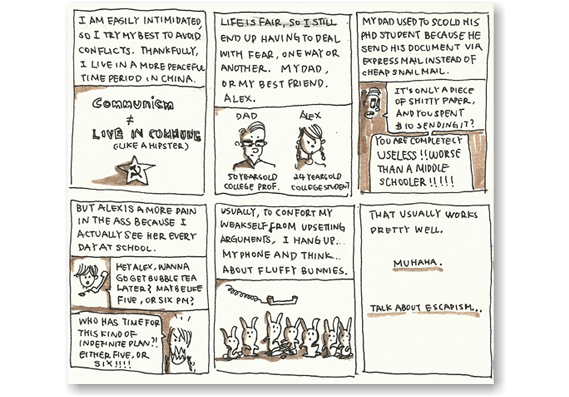 I AM EASILY INTIMIDATED,
SO I TRY MY BEST TO AVOID
CONFLICTS. THANKFULLY,
I LIVE IN A MORE PEACEFUL
TIME PERIOD IN CHINA.
COMMUNISM
≠
LIVE IN COMMUNE
(LIKE A HIPSTER)
LIFE IS FAIR, SO I STILL
END UP HAVING TO DEAL
WITH FEAR, ONE WAY OR
ANOTHER. MY DAD,
OR MY BEST FRIEND,
ALEX.
DAD
ALEX
50 YEARS OLD
COLLEGE PROF.
24 YEARS OLD
COLLEGE STUDENT
MY DAD USED TO SCOLD HIS
PHD STUDENT BECAUSE HE
SEND HIS DOCUMENT VIA
EXPRESS MAIL INSTEAD OF
CHEAP SNAIL MAIL.
IT'S ONLY A PIECE
OF SHITTY PAPER,
AND YOU SPENT
$10 SENDING IT?
YOU ARE COMPLETELY
USELESS!! WORSE
THAN A MIDDLE
SCHOOLER!!!!!
BUT ALEX IS A MORE PAIN
IN THE ASS BECAUSE I
ACTUALLY SEE HER EVERY
DAY AT SCHOOL.
HEY ALEX, WANNA
GO GET BUBBLE TEA
LATER? MAYBE LIKE
FIVE, OR SIX PM?
WHO HAS TIME FOR
THIS KIND OF
INDEFINITE PLAN?!
EITHER FIVE, OR
SIX!!!!
USUALLY, TO CONFORT MY
WEAK SELF FROM UPSETTING
ARGUMENTS, I HANG UP...
MY PHONE AND THINK...
ABOUT FLUFFY BUNNIES.
THAT USUALLY WORKS
PRETTY WELL.
MUHAHA.
TALK ABOUT ESCAPISM..